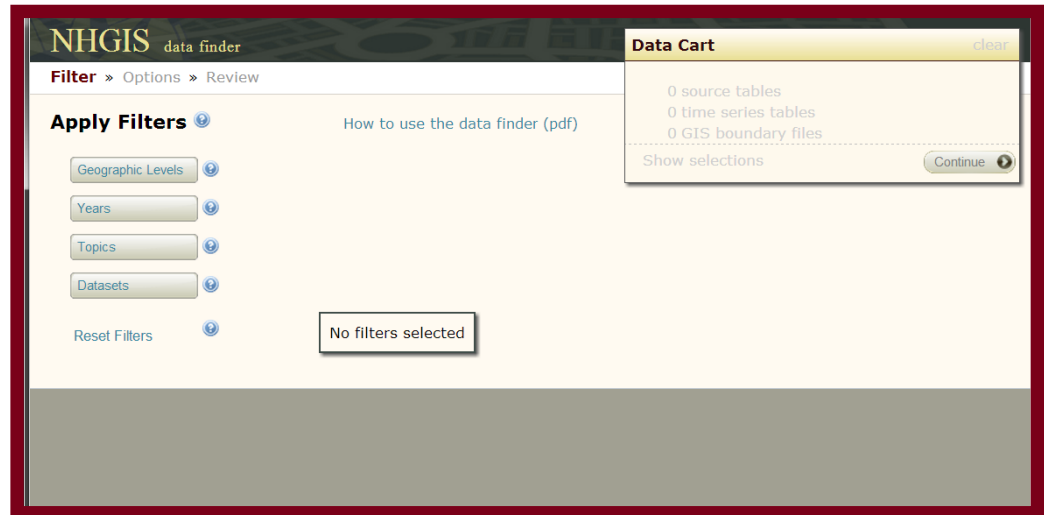 NHGIS data finder
Filter » Options » Review
Apply Filters
How to use the data finder (pdf)
Geographic Levels
Years
Topics
Datasets
Reset Filters
No filters selected
Data Cart clear
0 source tables
0 time series tables
0 GIS boundary files
Show selections Continue